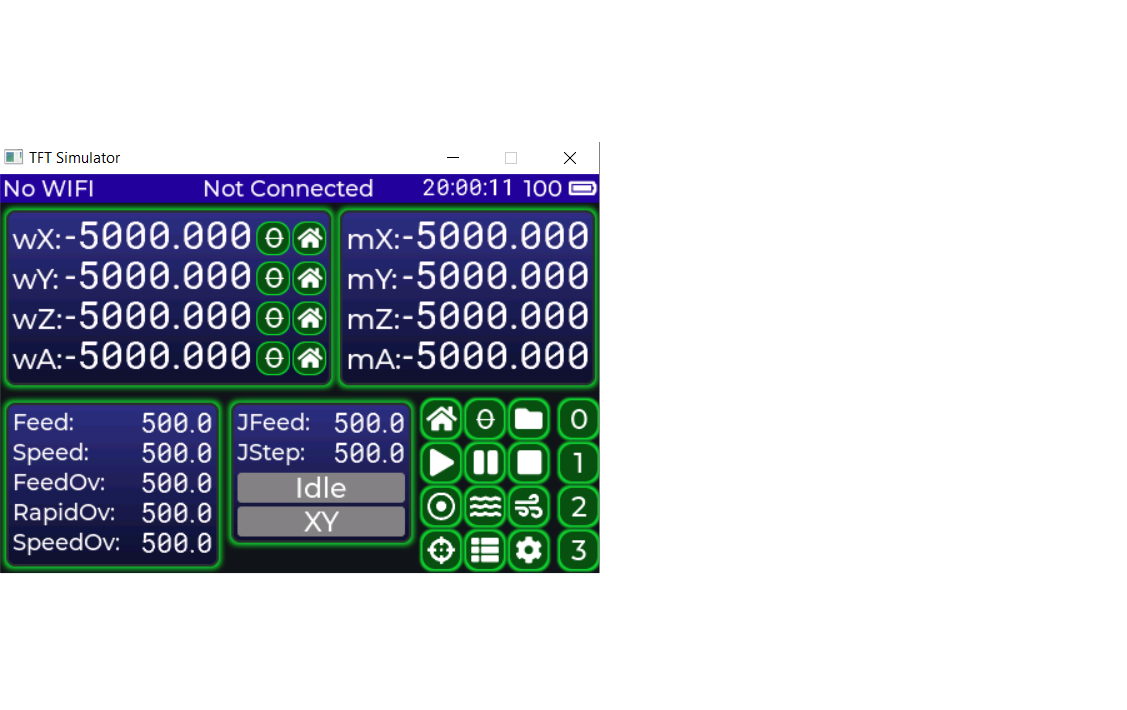 TFT Simulator
No WIFI Not Connected 20:00:11 100
wX:-5000.000 mX:-5000.000
wY:-5000.000 mY:-5000.000
wZ:-5000.000 mZ:-5000.000
wA:-5000.000 mA:-5000.000
Feed: 500.0
Speed: 500.0
FeedOv: 500.0
RapidOv: 500.0
SpeedOv: 500.0
JFeed: 500.0
JStep: 500.0
Idle
XY
0
1
2
3